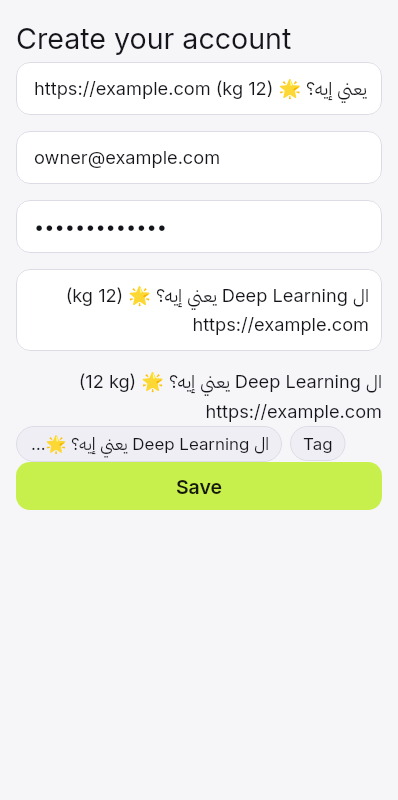 Create your account
يعني إيه؟ 🌟 (12 kg) https://example.com
owner@example.com
•••••••••••••
ال Deep Learning يعني إيه؟ 🌟 (12 kg)
https://example.com
ال Deep Learning يعني إيه؟ 🌟 (12 kg)
https://example.com
ال Deep Learning يعني إيه؟ 🌟...
Tag
Save